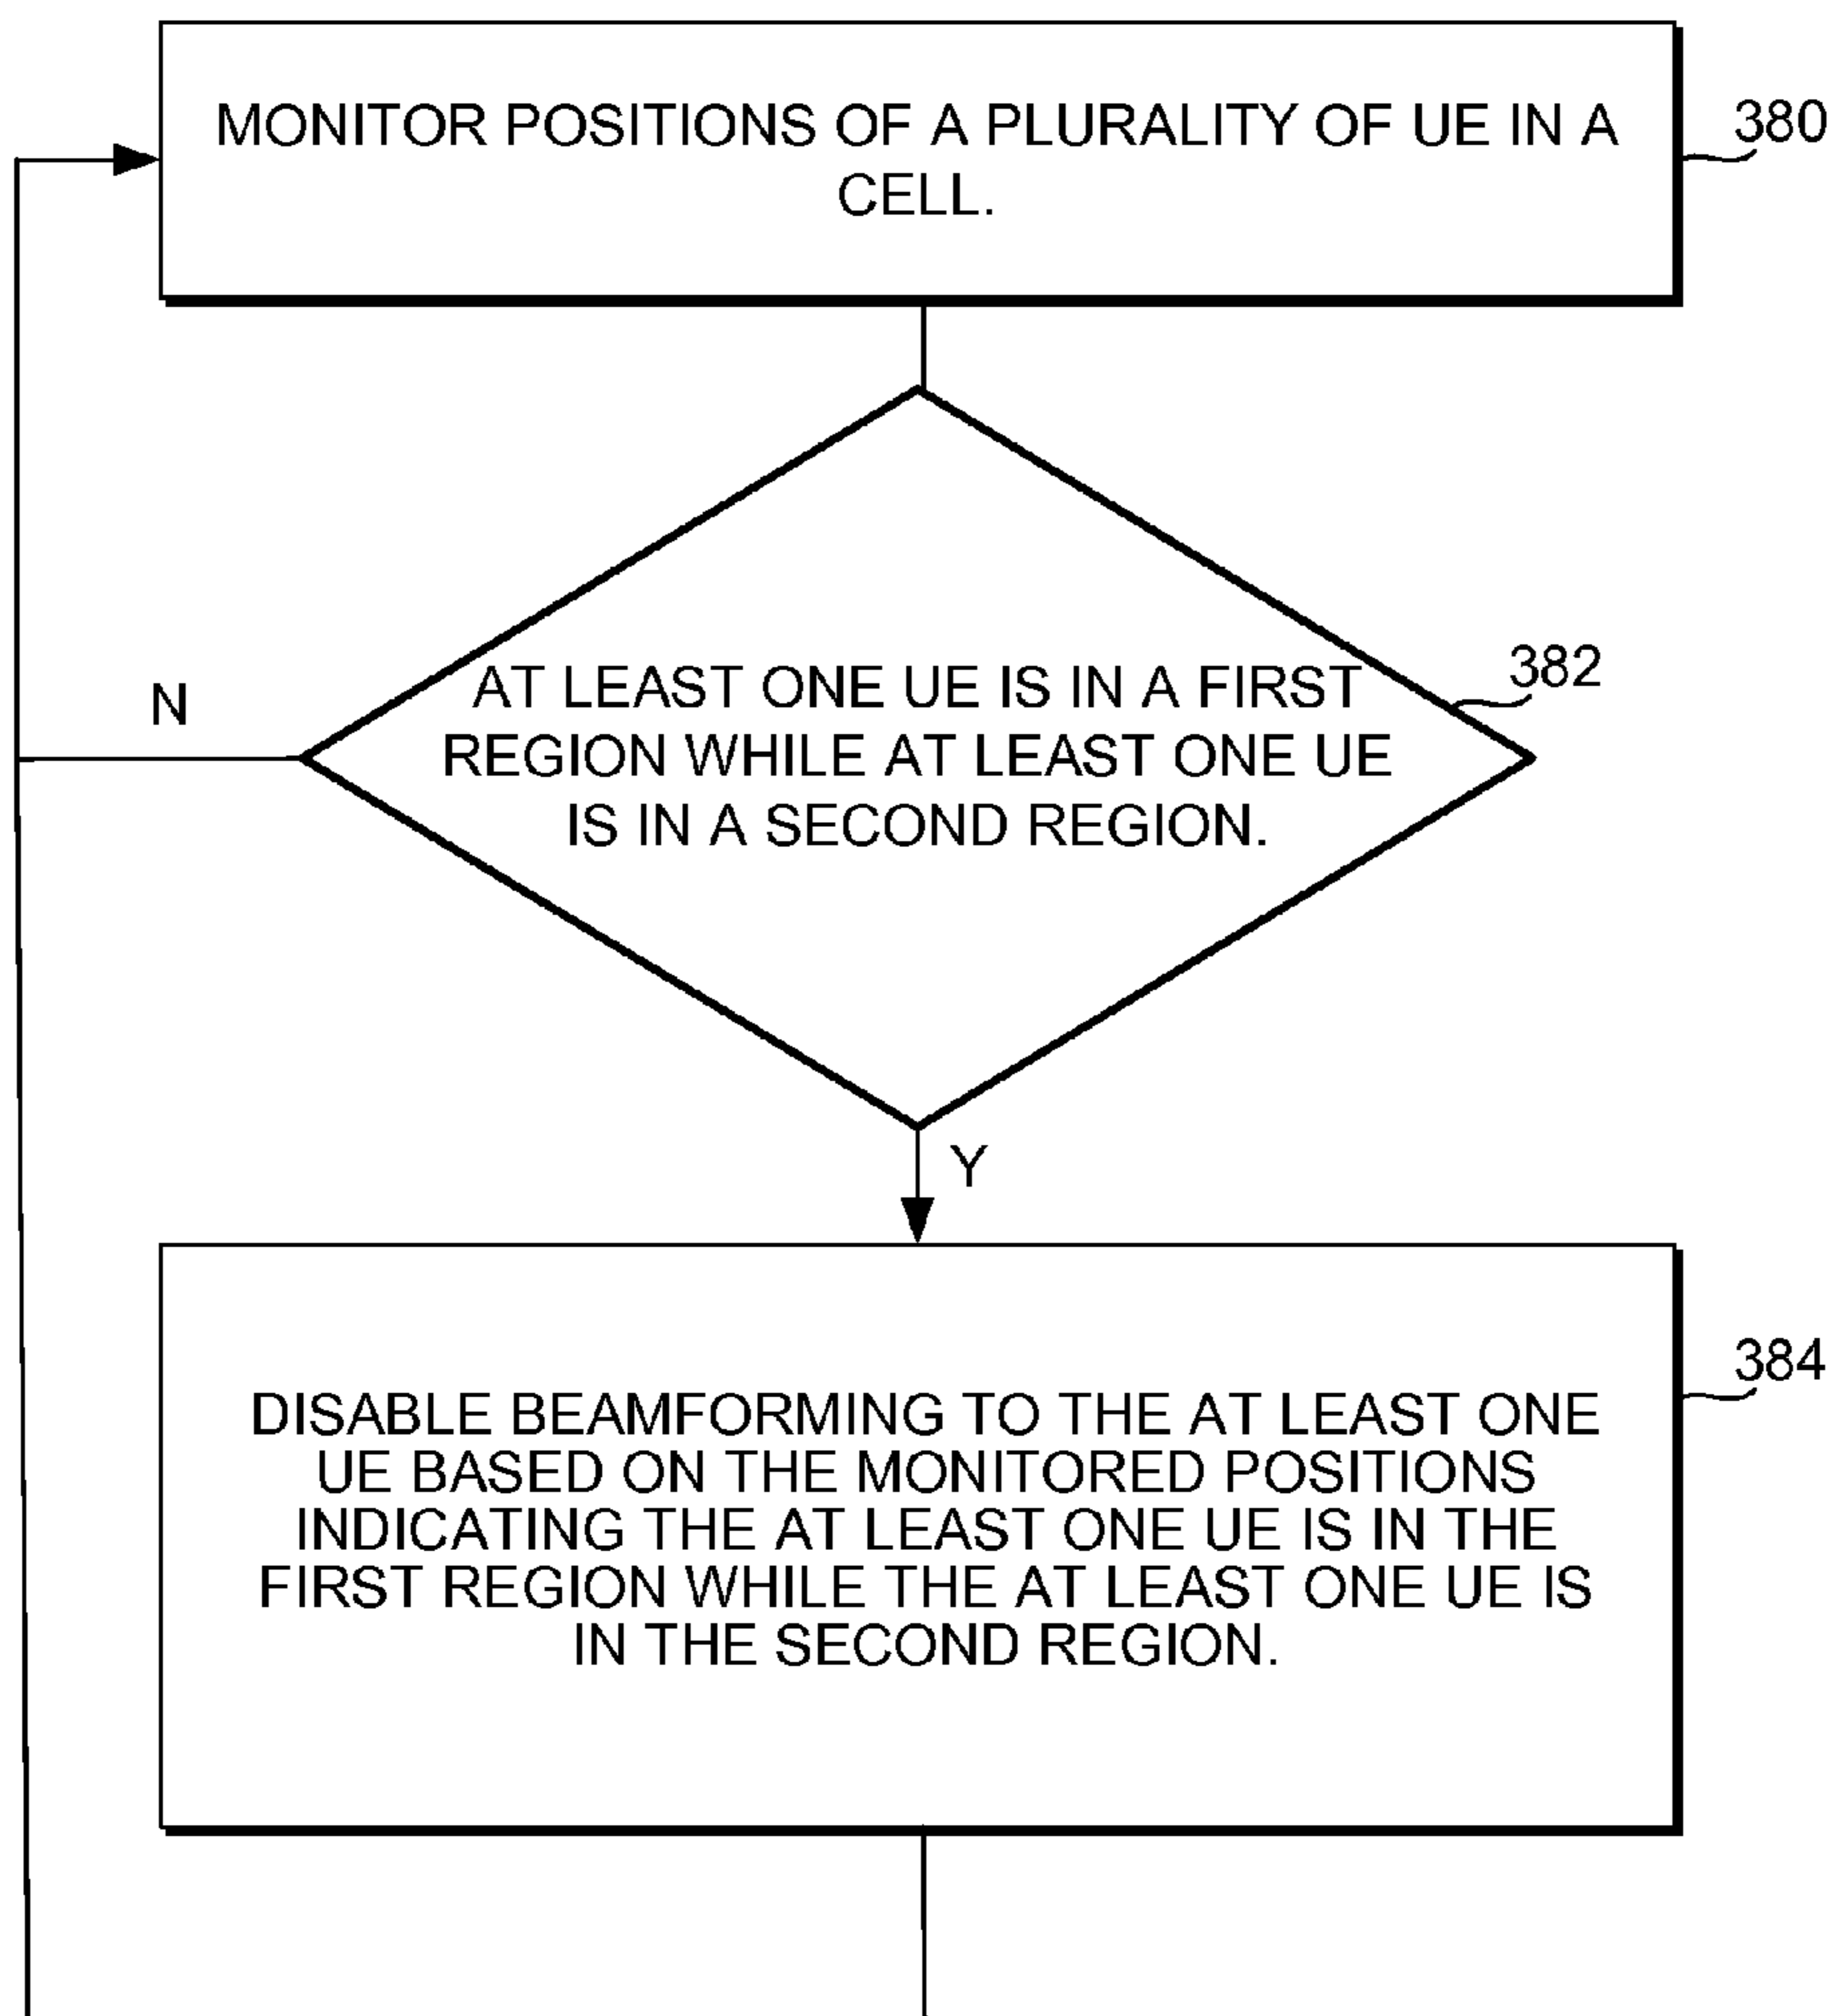 MONITOR POSITIONS OF A PLURALITY OF UE IN A
CELL.
380
AT LEAST ONE UE IS IN A FIRST
REGION WHILE AT LEAST ONE UE
IS IN A SECOND REGION.
382
N
Y
DISABLE BEAMFORMING TO THE AT LEAST ONE
UE BASED ON THE MONITORED POSITIONS
INDICATING THE AT LEAST ONE UE IS IN THE
FIRST REGION WHILE THE AT LEAST ONE UE IS
IN THE SECOND REGION.
384